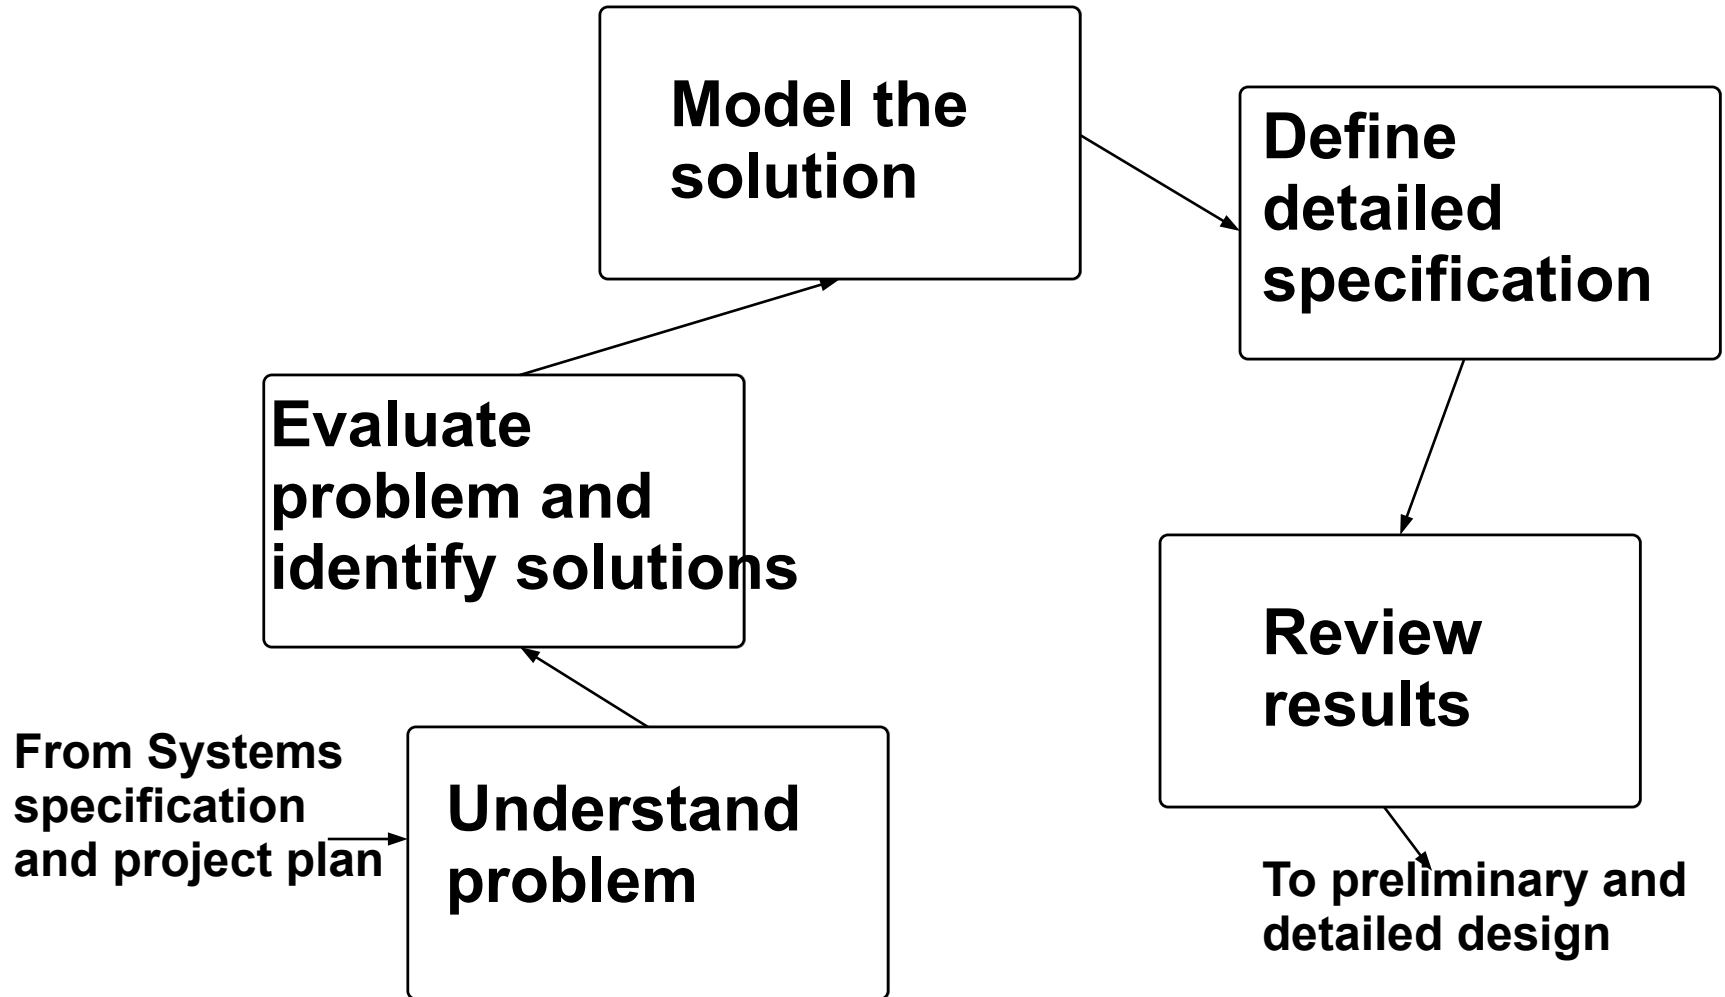 Model the
solution
Define
detailed
specification
Evaluate
problem and
identify solutions
Review
results
From Systems
specification
and project plan
Understand
problem
To preliminary and
detailed design